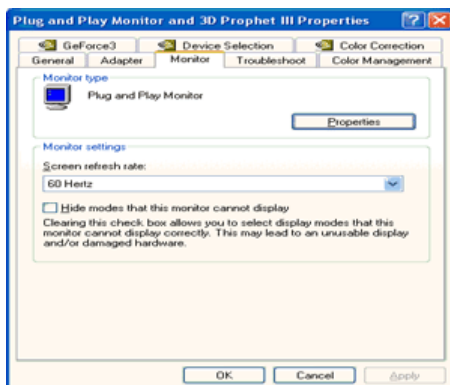 Plug and Play Monitor and 3D Prophet III Properties
GeForce3 Device Selection Color Correction
General Adapter Monitor Troubleshoot Color Management
Monitor type
Plug and Play Monitor
Properties
Monitor settings
Screen refresh rate:
60 Hertz
Hide modes that this monitor cannot display
Clearing this check box allows you to select display modes that this
monitor cannot display correctly. This may lead to an unusable display
and/or damaged hardware.
OK Cancel Apply